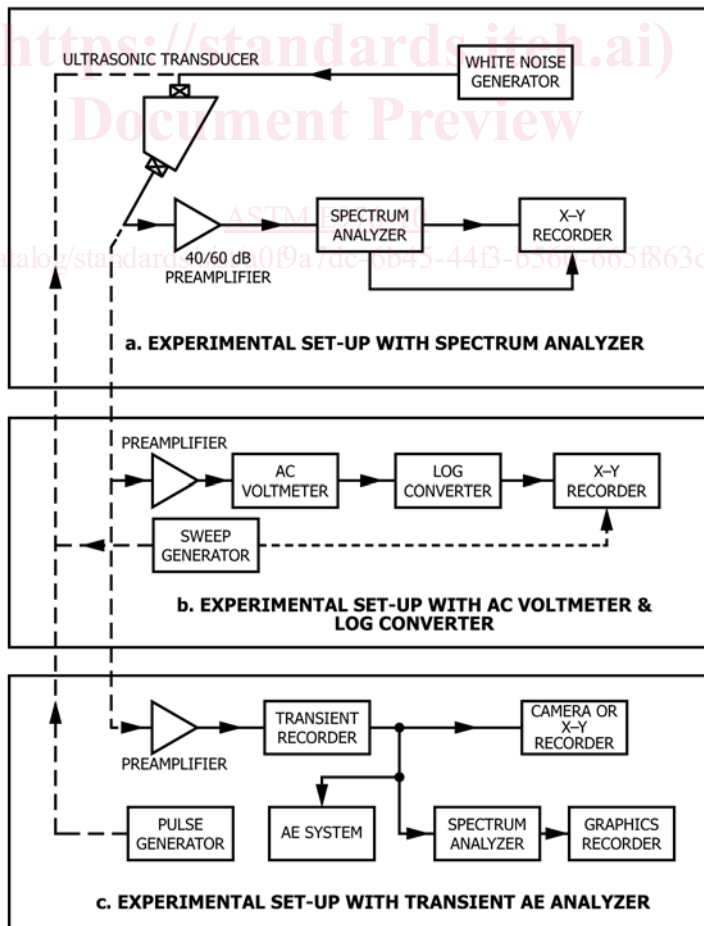 (https://standards.iteh.ai)
Document Preview
ULTRASONIC TRANSDUCER
WHITE NOISE
GENERATOR
SPECTRUM
ANALYZER
X–Y
RECORDER
40/60 dB
PREAMPLIFIER
a. EXPERIMENTAL SET-UP WITH SPECTRUM ANALYZER
PREAMPLIFIER
AC
VOLTMETER
LOG
CONVERTER
X–Y
RECORDER
SWEEP
GENERATOR
b. EXPERIMENTAL SET-UP WITH AC VOLTMETER &
LOG CONVERTER
TRANSIENT
RECORDER
CAMERA OR
X–Y
RECORDER
PREAMPLIFIER
PULSE
GENERATOR
AE SYSTEM
SPECTRUM
ANALYZER
GRAPHICS
RECORDER
c. EXPERIMENTAL SET-UP WITH TRANSIENT AE ANALYZER